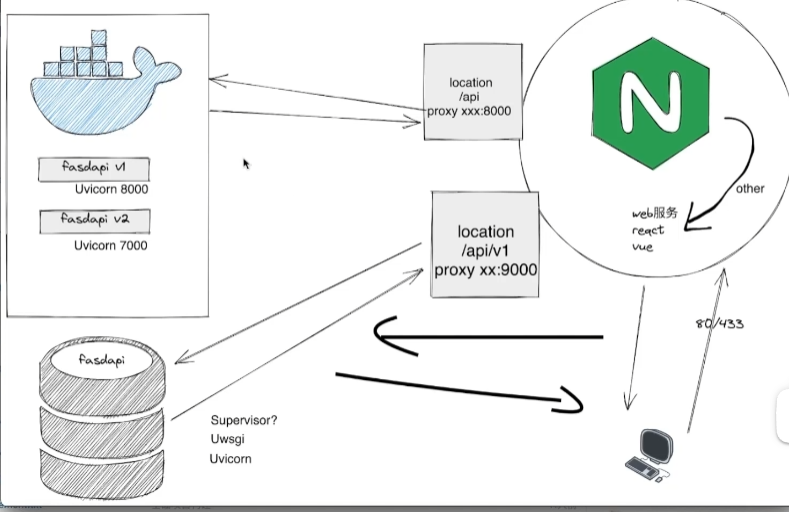 fasdapi v1
Uvicorn 8000
fasdapi v2
Uvicorn 7000
location
/api
proxy xxx:8000
location
/api/v1
proxy xx:9000
N
other
web服务
react
vue
80/433
fasdapi
Supervisor?
Uwsgi
Uvicorn